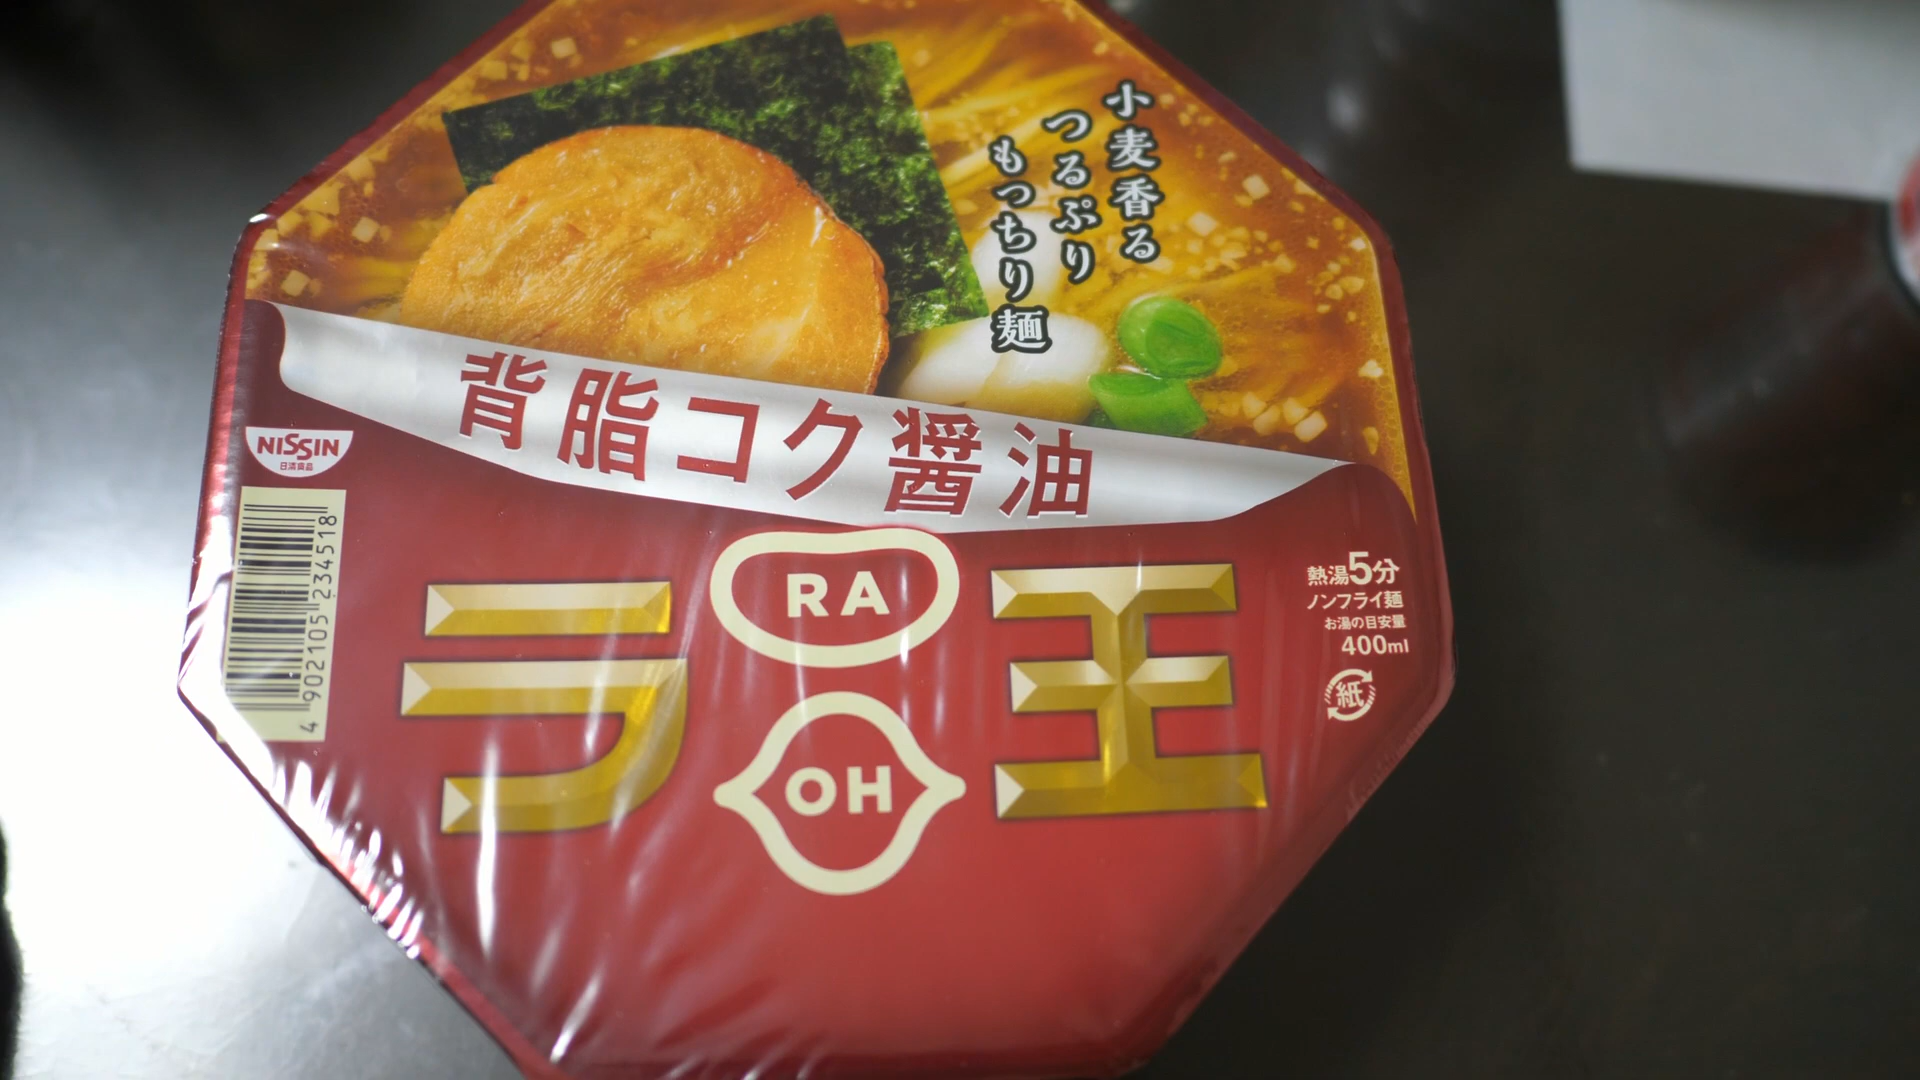 小麦香る
つるぷり
もっちり麺
背脂コク醤油
NISSIN
日清食品
4 902105 234518
ラ王
RA
OH
熱湯5分
ノンフライ麺
お湯の目安量
400ml
紙